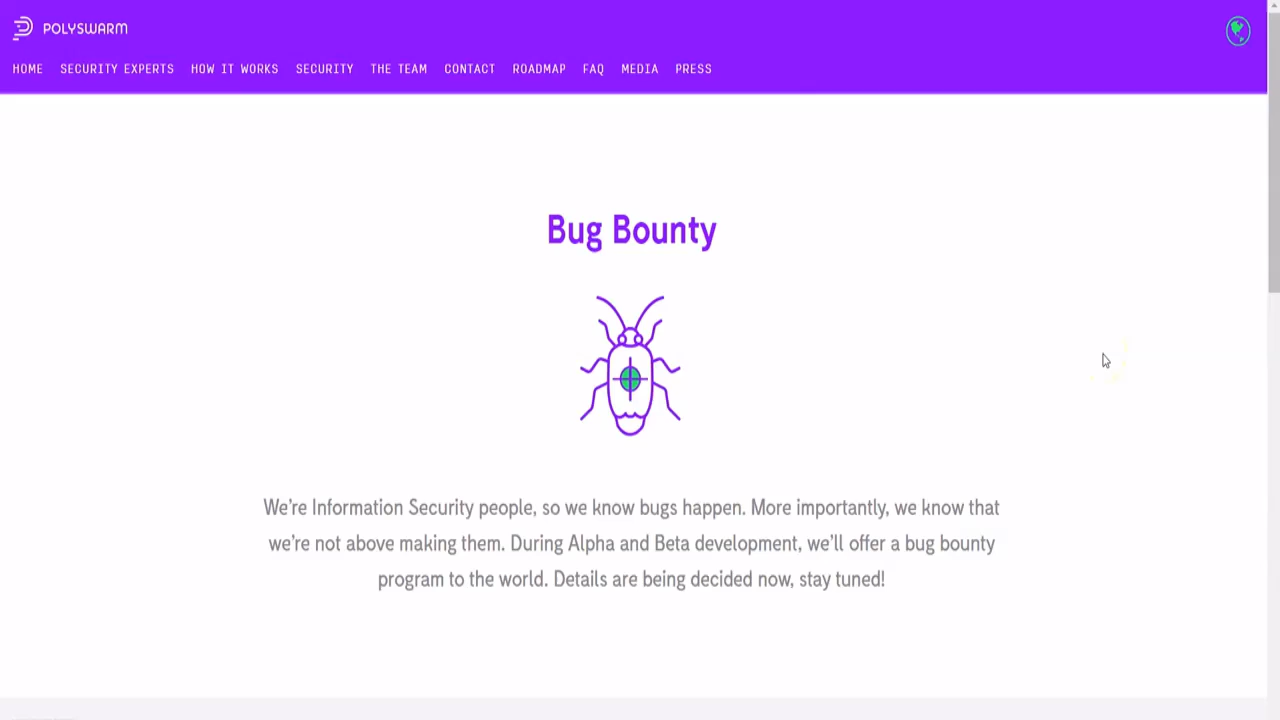 POLYSWARM
HOME SECURITY EXPERTS HOW IT WORKS SECURITY THE TEAM CONTACT ROADMAP FAQ MEDIA PRESS
Bug Bounty
We're Information Security people, so we know bugs happen. More importantly, we know that
we're not above making them. During Alpha and Beta development, we'll offer a bug bounty
program to the world. Details are being decided now, stay tuned!